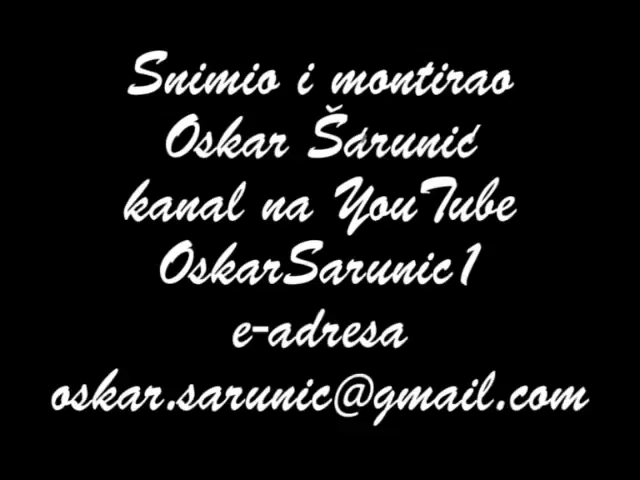 Snimio i montirao
Oskar Šarunić
kanal na YouTube
OskarSarunic1
e-adresa
oskar.sarunic@gmail.com